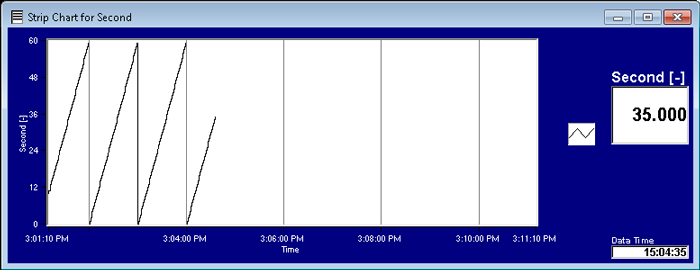 Strip Chart for Second
60
48
36
24
12
0
Second [-]
3:01:10 PM 3:04:00 PM 3:06:00 PM 3:08:00 PM 3:10:00 PM 3:11:10 PM
Time
Second [-]
35.000
Data Time
15:04:35